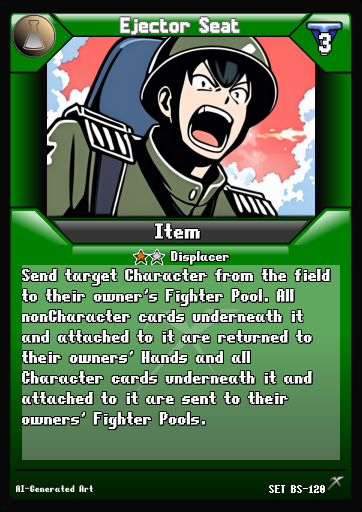 Ejector Seat
3
Item
Displacer
Send target Character from the field
to their owner's Fighter Pool. All
nonCharacter cards underneath it
and attached to it are returned to
their owners' Hands and all
Character cards underneath it and
attached to it are sent to their
owners' Fighter Pools.
AI-Generated Art
SET BS-120